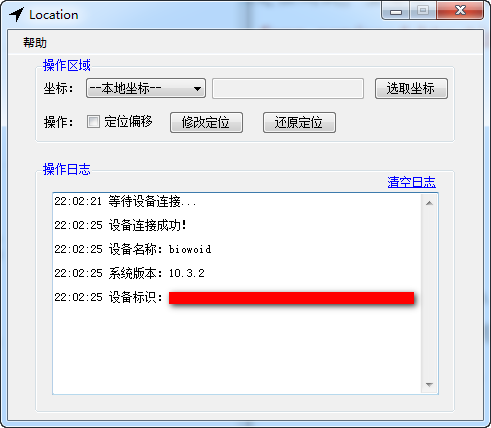 Location
帮助
操作区域
坐标： --本地坐标-- 选取坐标
操作： 定位偏移 修改定位 还原定位
操作日志
清空日志
22:02:21 等待设备连接...
22:02:25 设备连接成功!
22:02:25 设备名称：biowoid
22:02:25 系统版本：10.3.2
22:02:25 设备标识：